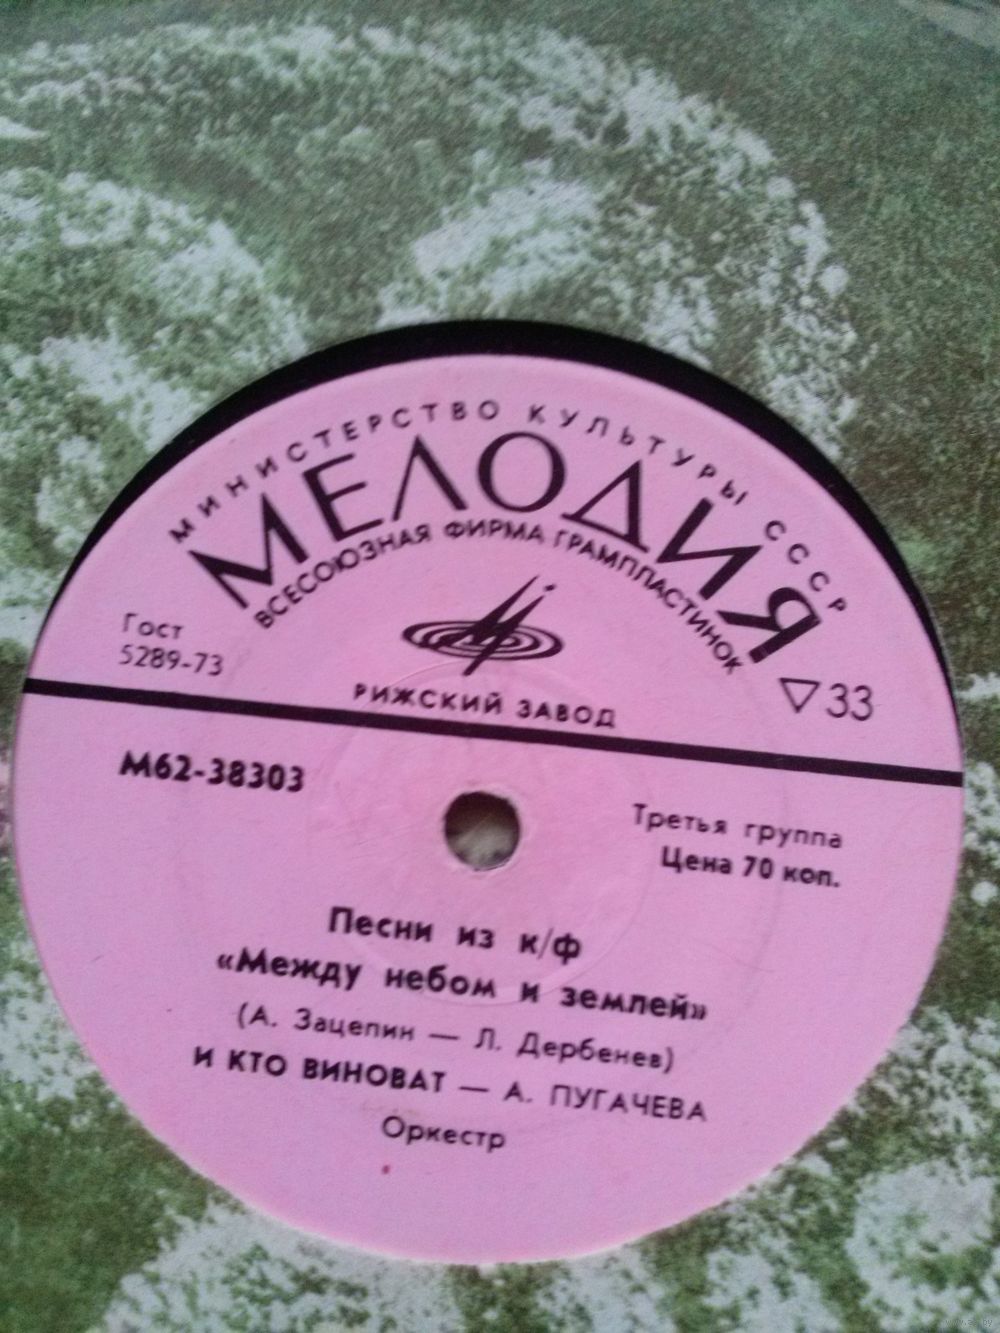 МИНИСТЕРСТВО КУЛЬТУРЫ СССР
МЕЛОДИЯ
ВСЕСОЮЗНАЯ ФИРМА ГРАМПЛАСТИНОК
Гост
5289-73
РИЖСКИЙ ЗАВОД
▽33
М62-38303
Третья группа
Цена 70 коп.
Песни из к/ф
«Между небом и землей»
(А. Зацепин — Л. Дербенев)
И КТО ВИНОВАТ — А. ПУГАЧЕВА
Оркестр